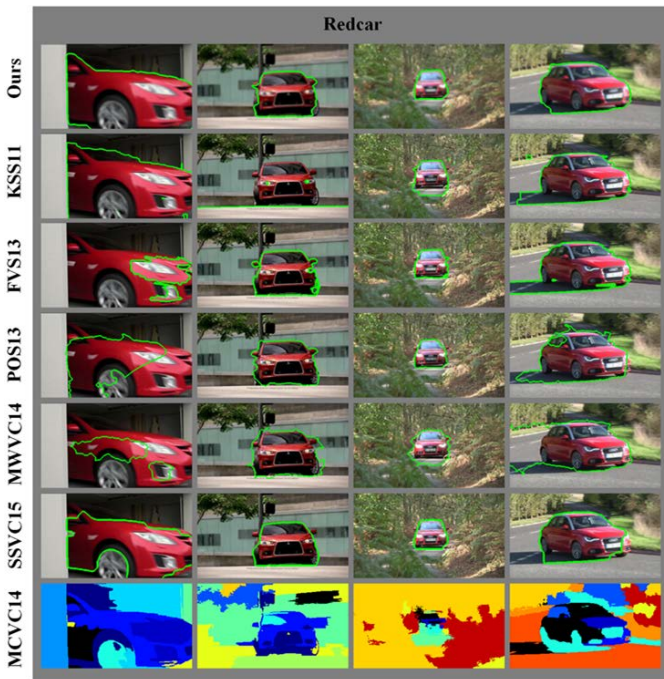 Redcar
Ours
KSS11
FVS13
POS13
MWVC14
SSVC15
MCVC14